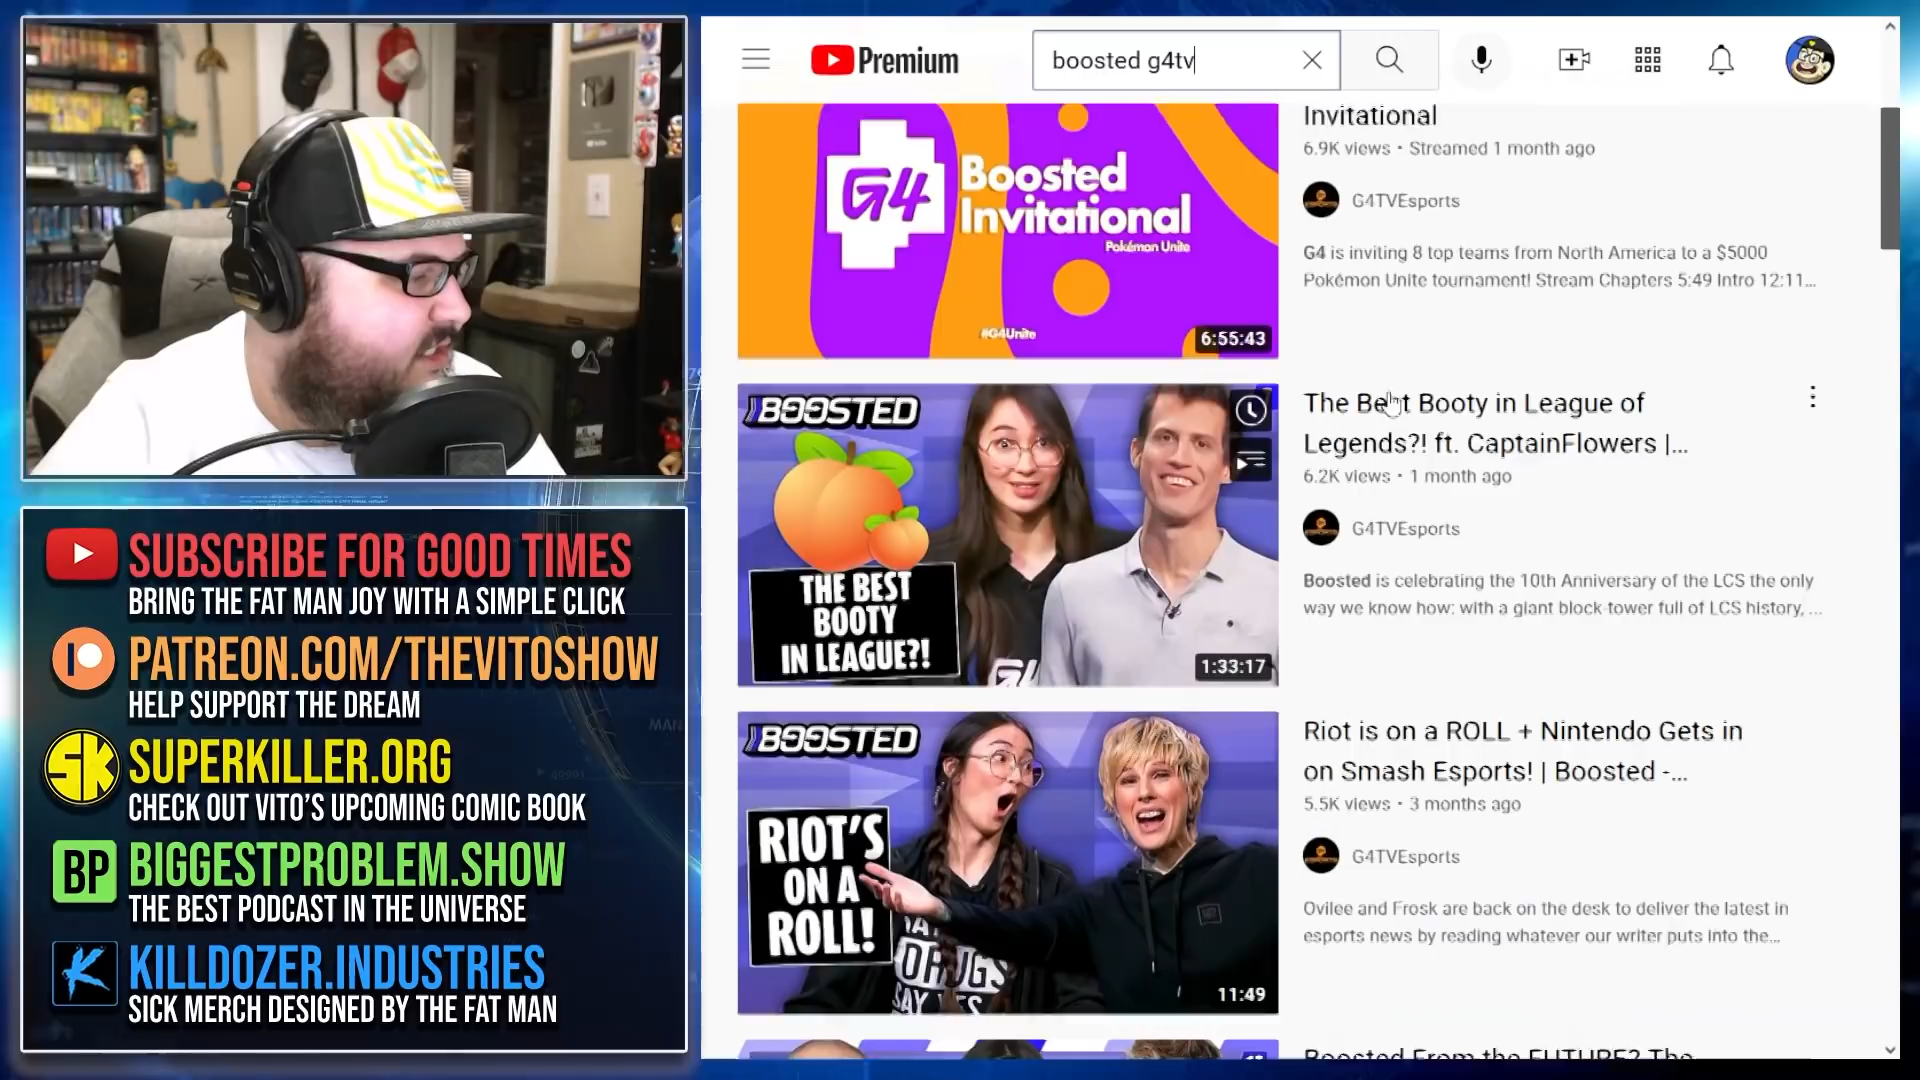 SUBSCRIBE FOR GOOD TIMES
BRING THE FAT MAN JOY WITH A SIMPLE CLICK
PATREON.COM/THEVITOSHOW
HELP SUPPORT THE DREAM
SK
SUPERKILLER.ORG
CHECK OUT VITO'S UPCOMING COMIC BOOK
BP
BIGGESTPROBLEM.SHOW
THE BEST PODCAST IN THE UNIVERSE
K
KILLDOZER.INDUSTRIES
SICK MERCH DESIGNED BY THE FAT MAN
Premium
boosted g4tv
G4
Boosted
Invitational
Pokémon Unite
#G4Unite
6:55:43
Invitational
6.9K views • Streamed 1 month ago
G4TVEsports
G4 is inviting 8 top teams from North America to a $5000
Pokémon Unite tournament! Stream Chapters 5:49 Intro 12:11...
BOOSTED
THE BEST
BOOTY
IN LEAGUE?!
G4
1:33:17
The Best Booty in League of
Legends?! ft. CaptainFlowers |...
6.2K views • 1 month ago
G4TVEsports
Boosted is celebrating the 10th Anniversary of the LCS the only
way we know how: with a giant block tower full of LCS history, ...
BOOSTED
RIOT'S
ON A
ROLL!
11:49
Riot is on a ROLL + Nintendo Gets in
on Smash Esports! | Boosted -...
5.5K views • 3 months ago
G4TVEsports
Ovilee and Frosk are back on the desk to deliver the latest in
esports news by reading whatever our writer puts into the...
Boosted From the FUTURE? The